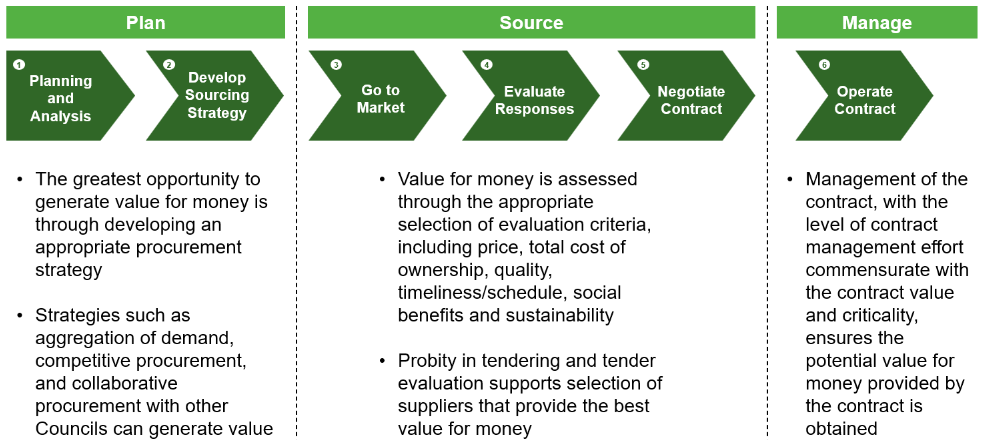 Plan
Source
Manage
1
Planning
and
Analysis
2
Develop
Sourcing
Strategy
3
Go to
Market
4
Evaluate
Responses
5
Negotiate
Contract
6
Operate
Contract
• The greatest opportunity to
generate value for money is
through developing an
appropriate procurement
strategy
• Strategies such as
aggregation of demand,
competitive procurement,
and collaborative
procurement with other
Councils can generate value
• Value for money is assessed
through the appropriate
selection of evaluation criteria,
including price, total cost of
ownership, quality,
timeliness/schedule, social
benefits and sustainability
• Probity in tendering and tender
evaluation supports selection of
suppliers that provide the best
value for money
• Management of the
contract, with the
level of contract
management effort
commensurate with
the contract value
and criticality,
ensures the
potential value for
money provided by
the contract is
obtained